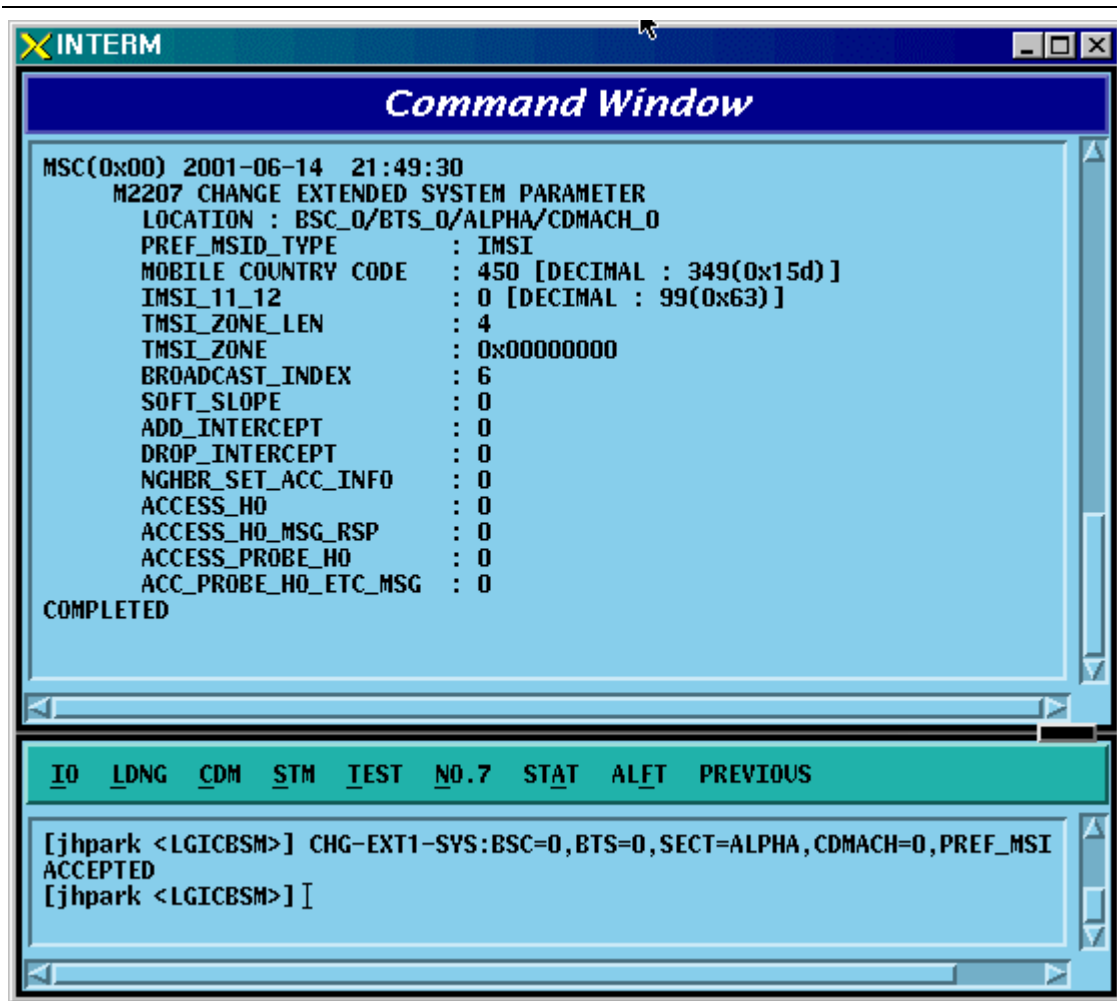 INTERM
Command Window
MSC(0x00) 2001-06-14 21:49:30
M2207 CHANGE EXTENDED SYSTEM PARAMETER
LOCATION : BSC_0/BTS_0/ALPHA/CDMACH_0
PREF_MSID_TYPE : IMSI
MOBILE COUNTRY CODE : 450 [DECIMAL : 349(0x15d)]
IMSI_11_12 : 0 [DECIMAL : 99(0x63)]
TMSI_ZONE_LEN : 4
TMSI_ZONE : 0x00000000
BROADCAST_INDEX : 6
SOFT_SLOPE : 0
ADD_INTERCEPT : 0
DROP_INTERCEPT : 0
NGHBR_SET_ACC_INFO : 0
ACCESS_HO : 0
ACCESS_HO_MSG_RSP : 0
ACCESS_PROBE_HO : 0
ACC_PROBE_HO_ETC_MSG : 0
COMPLETED
IO LDNG CDM STM TEST NO.7 STAT ALFT PREVIOUS
[jhpark <LGICBSM>] CHG-EXT1-SYS:BSC=0,BTS=0,SECT=ALPHA,CDMACH=0,PREF_MSI
ACCEPTED
[jhpark <LGICBSM>]